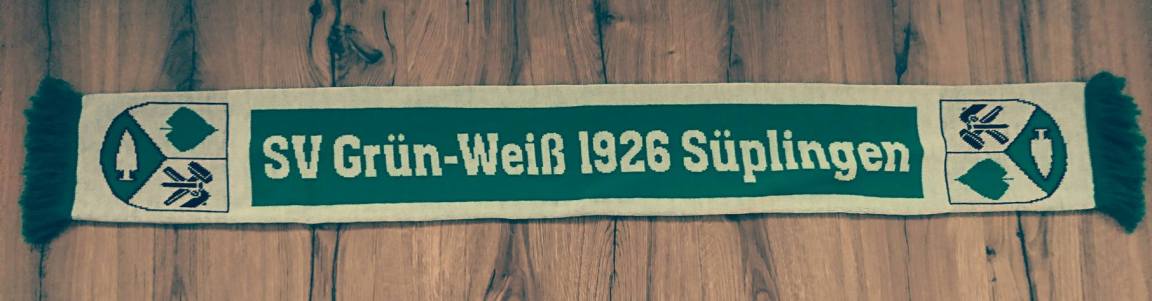 SV Grün-Weiß 1926 Süplingen